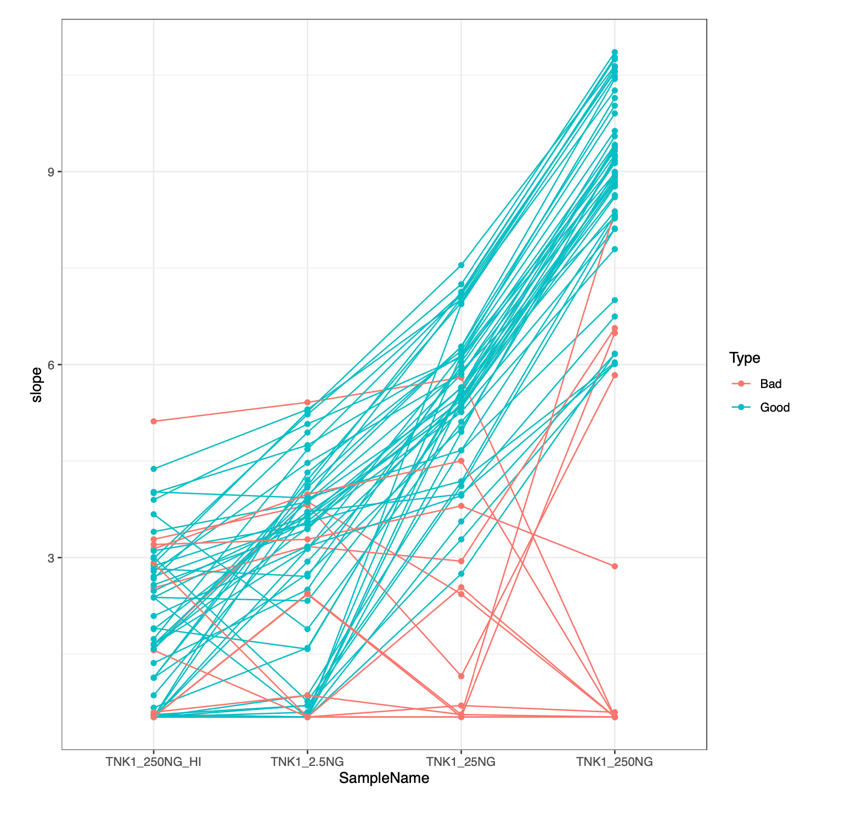 9
6
3
slope
TNK1_250NG_HI TNK1_2.5NG TNK1_25NG TNK1_250NG
SampleName
Type
Bad
Good